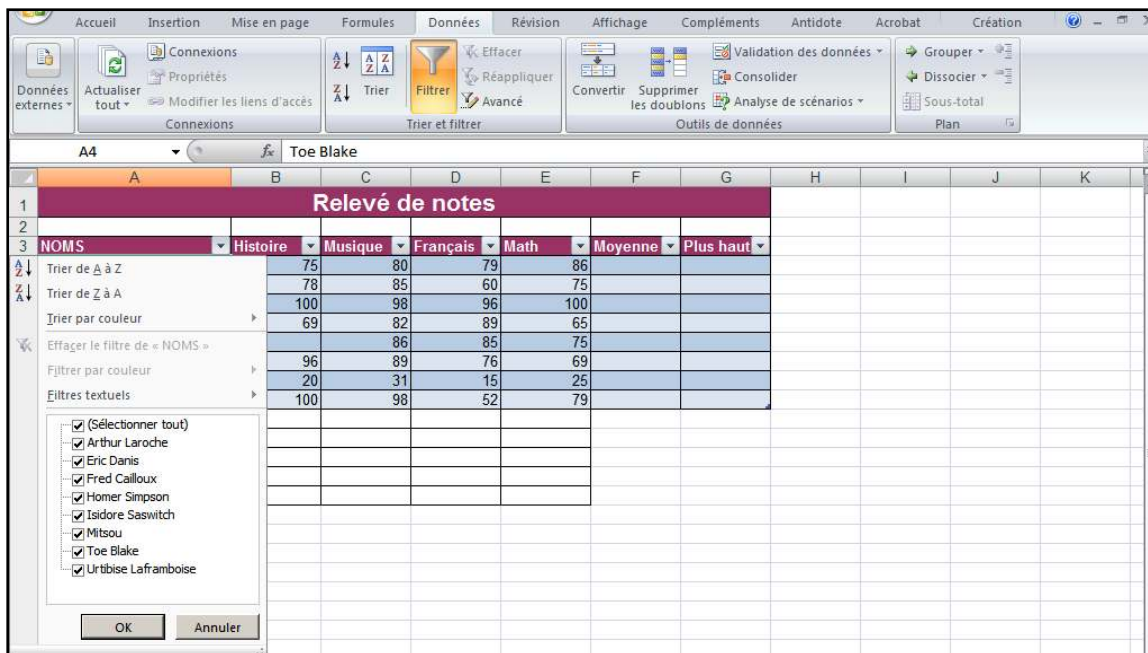 Accueil Insertion Mise en page Formules Données Révision Affichage Compléments Antidote Acrobat Création
Données externes
Actualiser tout
Connexions
Propriétés
Modifier les liens d'accès
Connexions
Trier
Filtrer
Effacer
Réappliquer
Avancé
Trier et filtrer
Convertir
Supprimer les doublons
Validation des données
Consolider
Analyse de scénarios
Outils de données
Grouper
Dissocier
Sous-total
Plan
A4 fx Toe Blake
A B C D E F G H I J K
1 Relevé de notes
2
3 NOMS Histoire Musique Français Math Moyenne Plus haut
75 80 79 86
78 85 60 75
100 98 96 100
69 82 89 65
86 85 75
96 89 76 69
20 31 15 25
100 98 52 79
Trier de A à Z
Trier de Z à A
Trier par couleur
Effacer le filtre de « NOMS »
Filtrer par couleur
Filtres textuels
(Sélectionner tout)
Arthur Laroche
Eric Danis
Fred Cailloux
Homer Simpson
Isidore Saswitch
Mitsou
Toe Blake
Urtibise Laframboise
OK Annuler